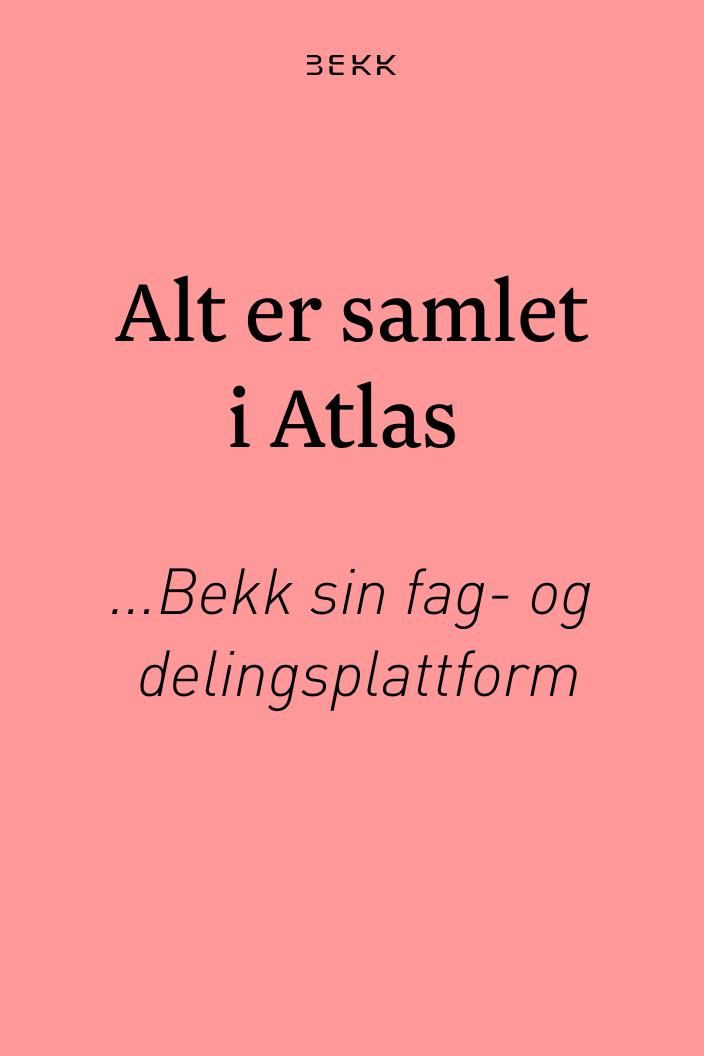 BEKK
Alt er samlet
i Atlas
...Bekk sin fag- og
delingsplattform